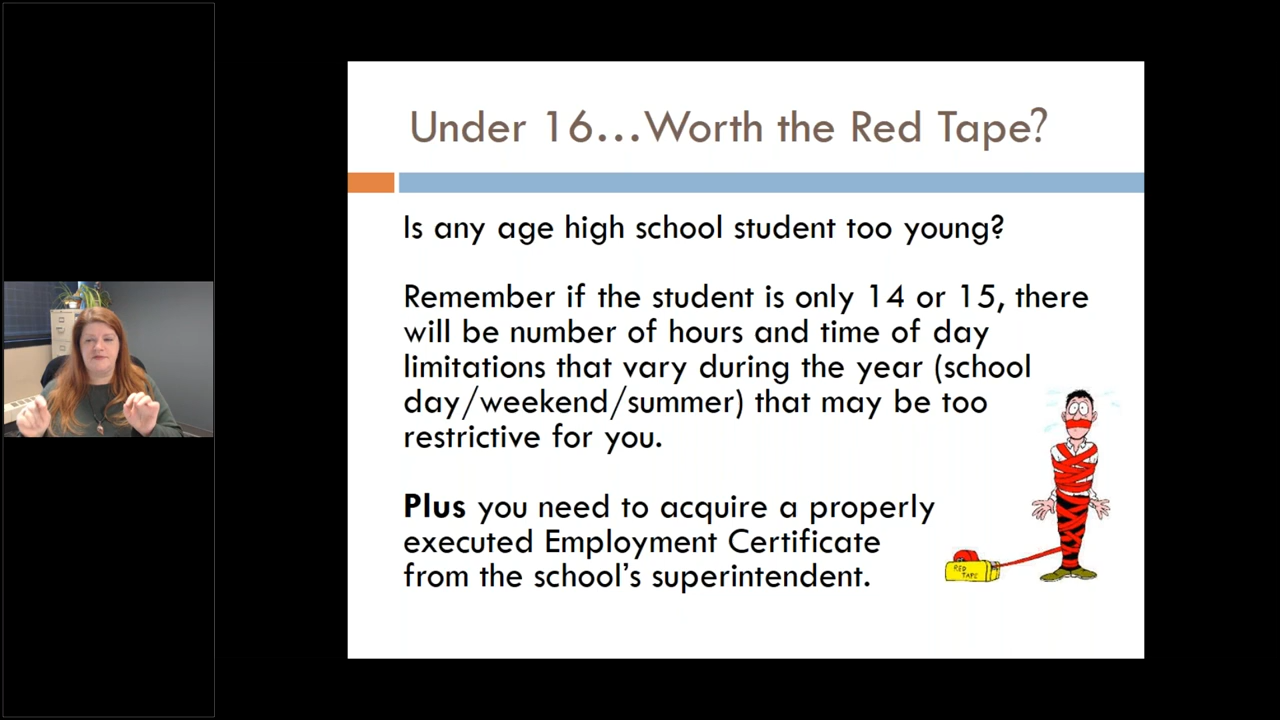 Under 16...Worth the Red Tape?
Is any age high school student too young?
Remember if the student is only 14 or 15, there
will be number of hours and time of day
limitations that vary during the year (school
day/weekend/summer) that may be too
restrictive for you.
Plus you need to acquire a properly
executed Employment Certificate
from the school's superintendent.
RED
TAPE